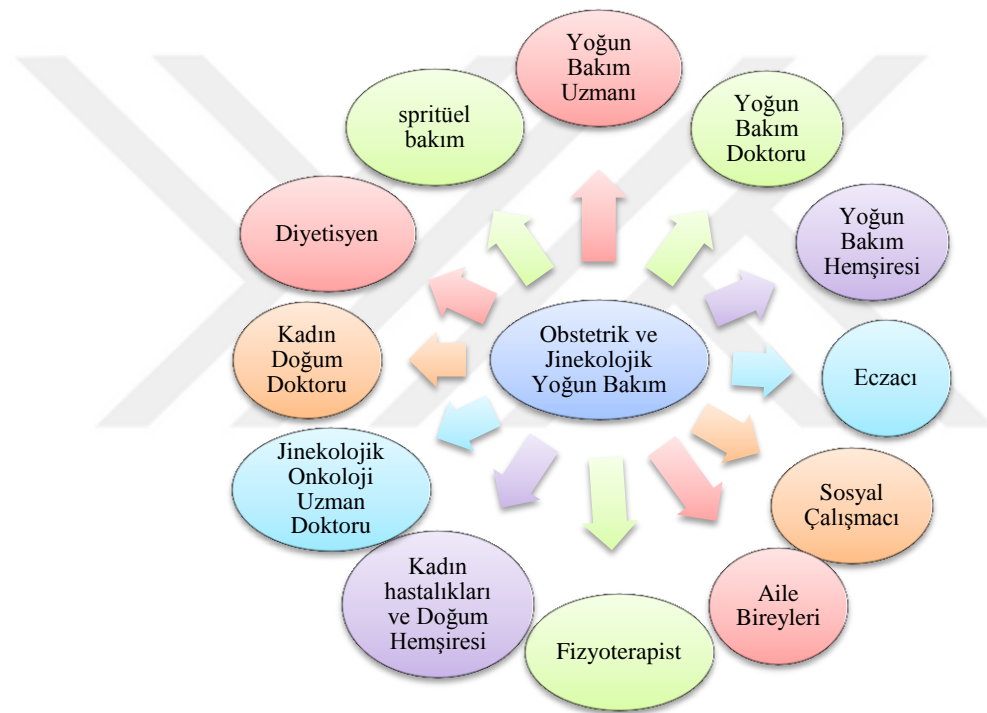 Yoğun
Bakım
Uzmanı
Yoğun
Bakım
Doktoru
Yoğun
Bakım
Hemşiresi
Eczacı
Sosyal
Çalışmacı
Aile
Bireyleri
Fizyoterapist
Kadın
hastalıkları
ve Doğum
Hemşiresi
Jinekolojik
Onkoloji
Uzman
Doktoru
Kadın
Doğum
Doktoru
Diyetisyen
spritüel
bakım
Obstetrik ve
Jinekolojik
Yoğun Bakım